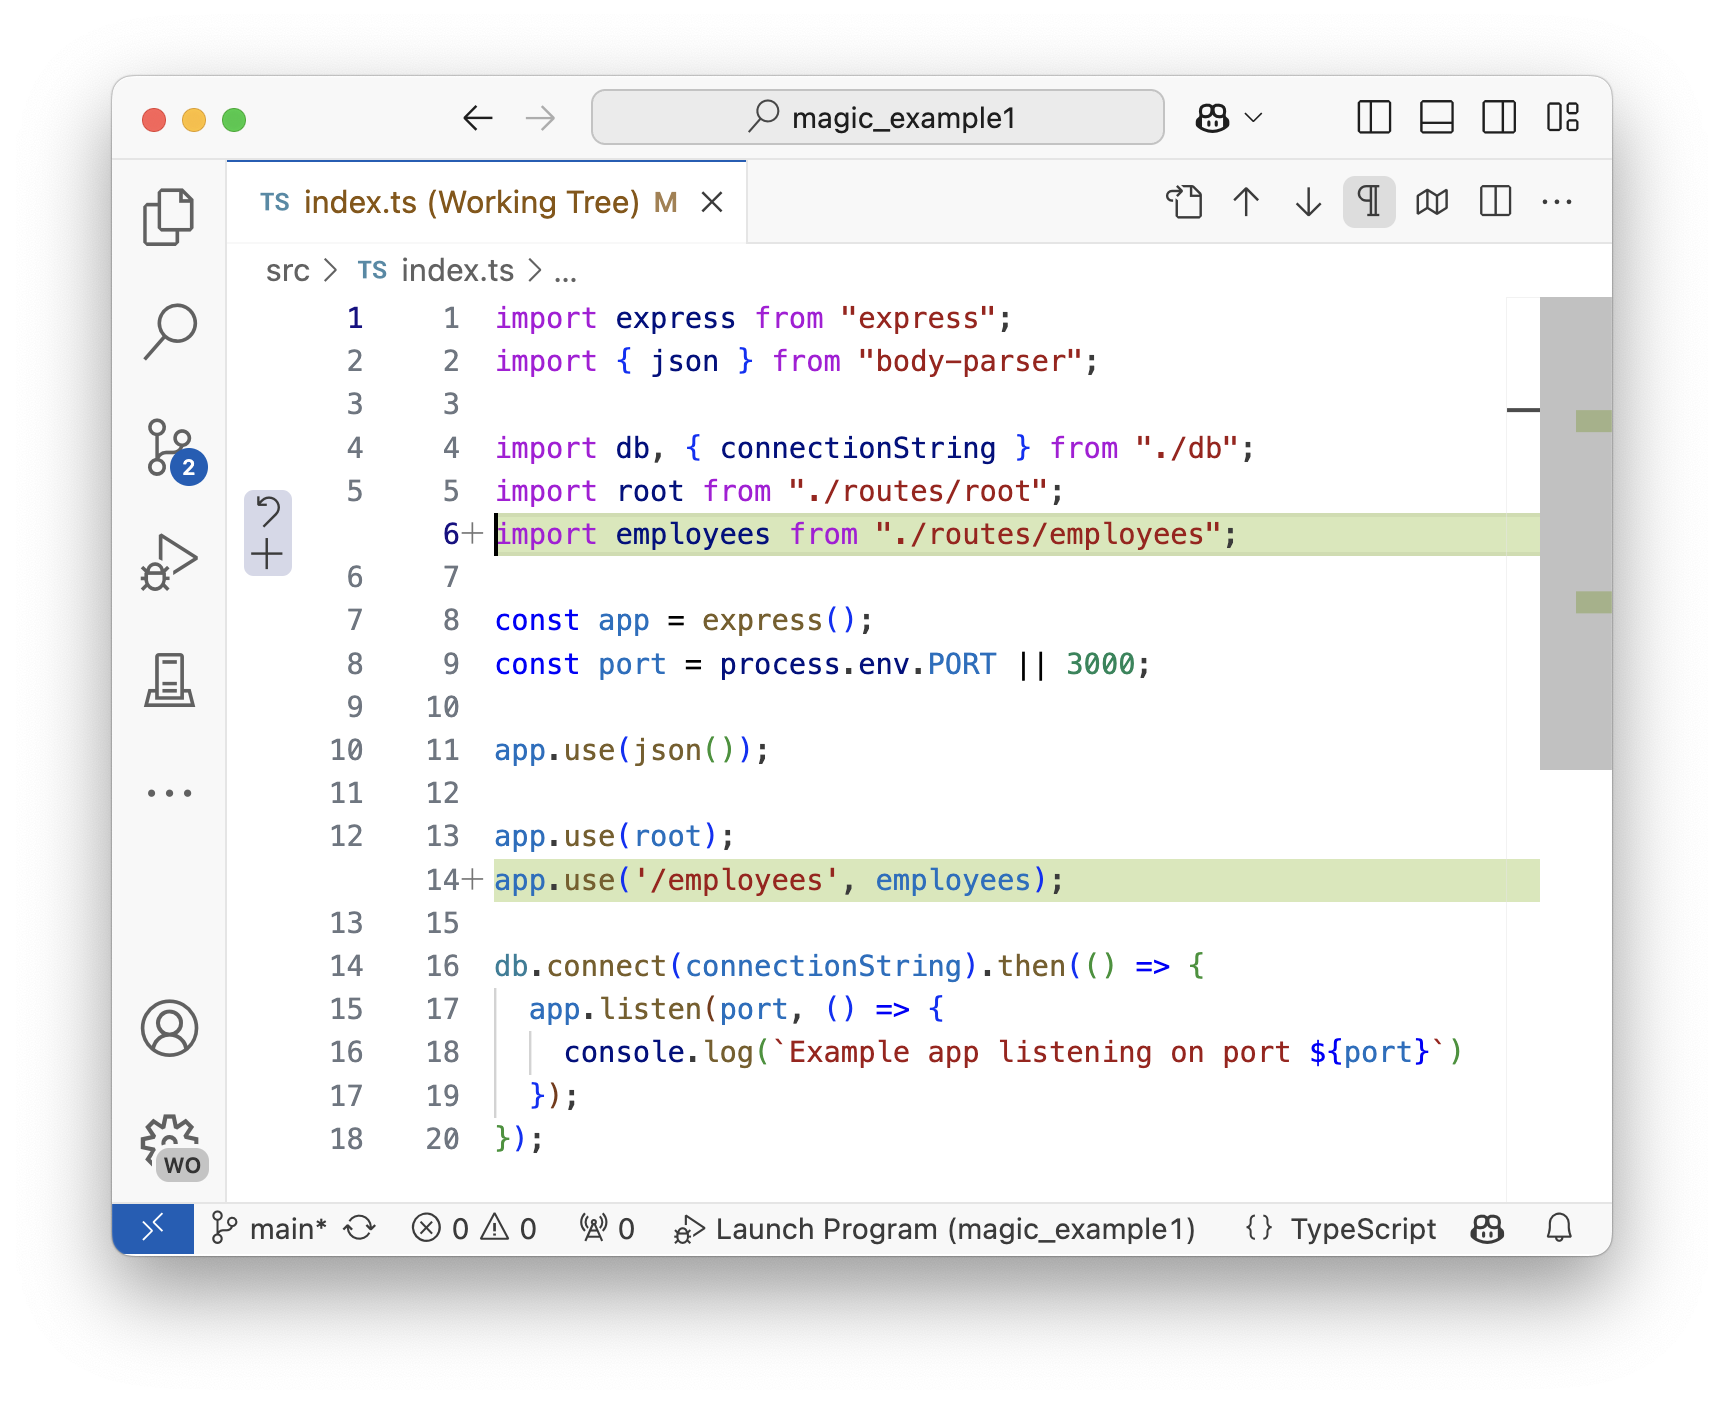 magic_example1
TS index.ts (Working Tree) M
src > TS index.ts > ...
1 1 import express from "express";
2 2 import { json } from "body-parser";
3 3
4 4 import db, { connectionString } from "./db";
5 5 import root from "./routes/root";
6+ import employees from "./routes/employees";
6 7
7 8 const app = express();
8 9 const port = process.env.PORT || 3000;
9 10
10 11 app.use(json());
11 12
12 13 app.use(root);
14+ app.use('/employees', employees);
13 15
14 16 db.connect(connectionString).then(() => {
15 17 app.listen(port, () => {
16 18 console.log(`Example app listening on port ${port}`)
17 19 });
18 20 });
2
WO
main* 0 0 0 Launch Program (magic_example1) {} TypeScript